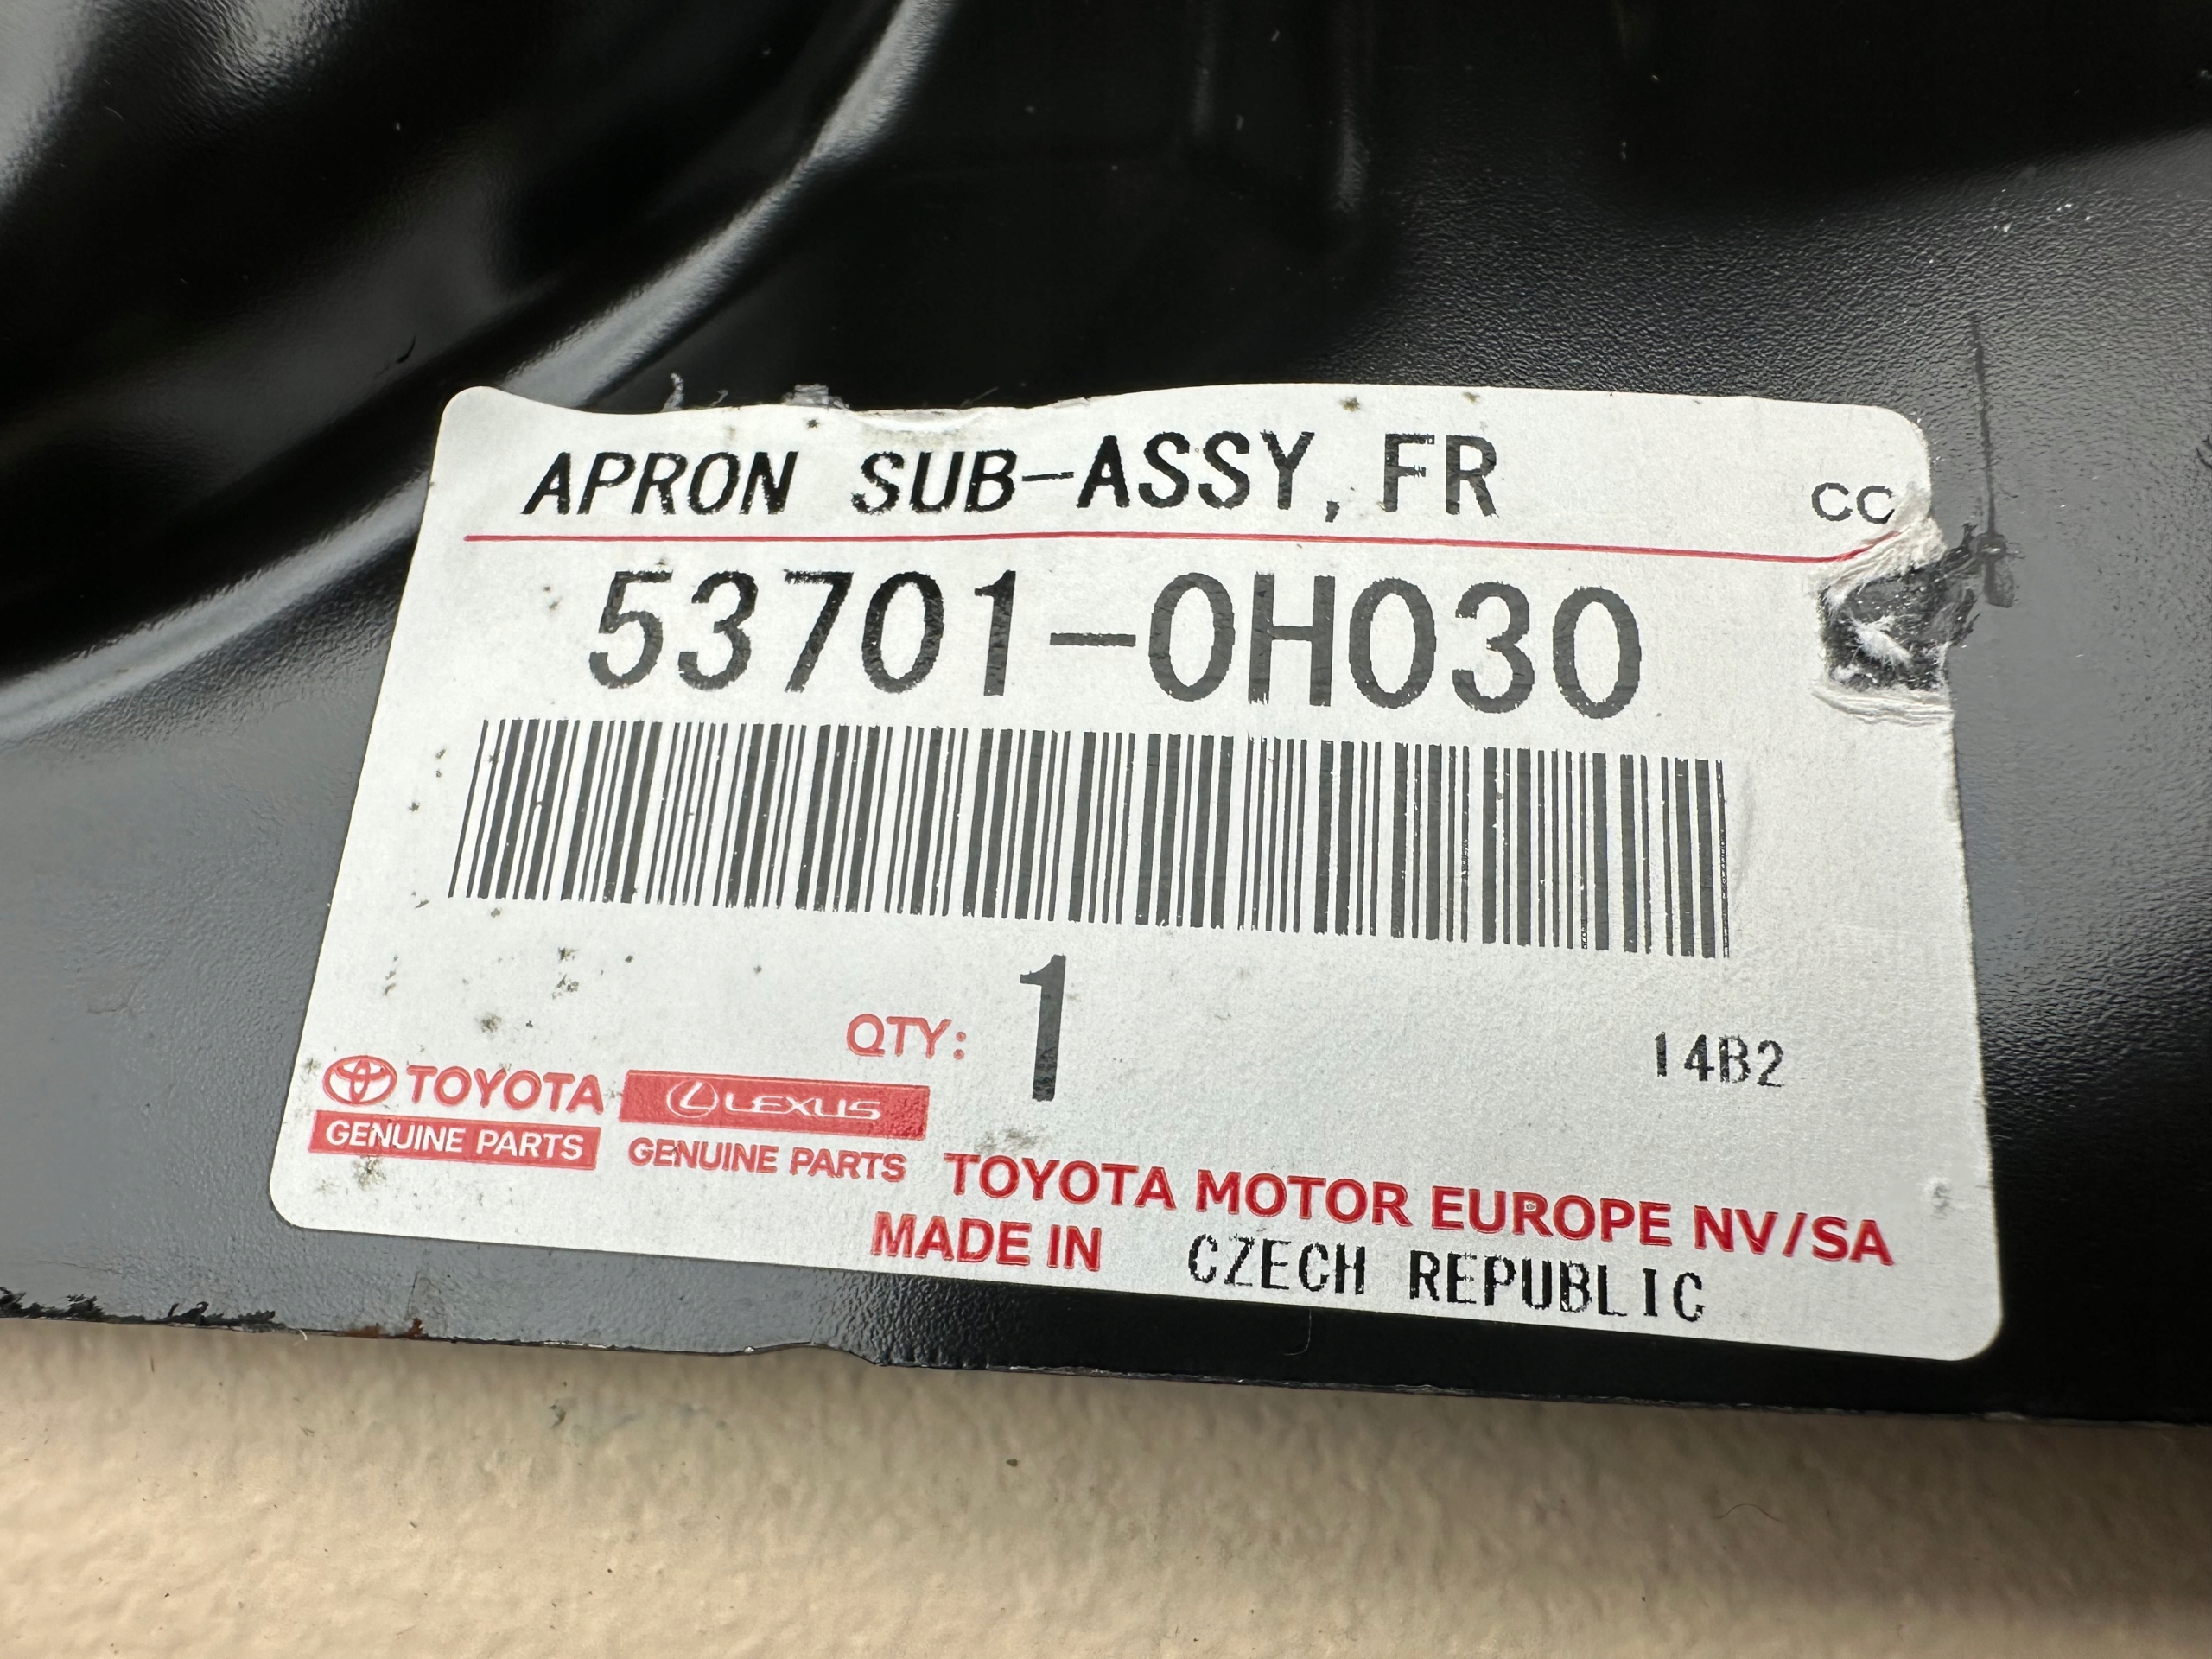 APRON SUB-ASSY, FR
CC
53701-0H030
QTY: 1
14B2
TOYOTA
GENUINE PARTS
LEXUS
GENUINE PARTS
TOYOTA MOTOR EUROPE NV/SA
MADE IN CZECH REPUBLIC